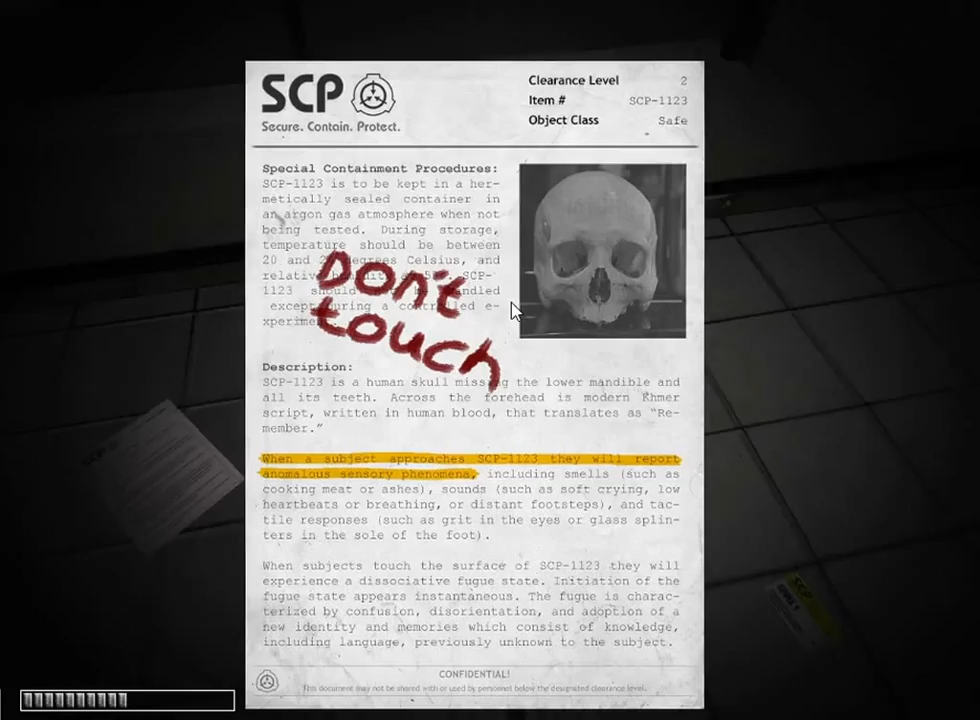 SCP
Secure. Contain. Protect.
Clearance Level 2
Item # SCP-1123
Object Class Safe
Special Containment Procedures:
SCP-1123 is to be kept in a her-
metically sealed container in
an argon gas atmosphere when not
being tested. During storage,
temperature should be between
20 and degrees Celsius, and
relative SCP-
1123 should be handled
except during a controlled e-
xperiment
Don't
touch
Description:
SCP-1123 is a human skull missing the lower mandible and
all its teeth. Across the forehead is modern Khmer
script, written in human blood, that translates as “Re-
member.”
When a subject approaches SCP-1123 they will report
anomalous sensory phenomena, including smells (such as
cooking meat or ashes), sounds (such as soft crying, low
heartbeats or breathing, or distant footsteps), and tac-
tile responses (such as grit in the eyes or glass splin-
ters in the sole of the foot).
When subjects touch the surface of SCP-1123 they will
experience a dissociative fugue state. Initiation of the
fugue state appears instantaneous. The fugue is charac-
terized by confusion, disorientation, and adoption of a
new identity and memories which consist of knowledge,
including language, previously unknown to the subject.
CONFIDENTIAL!
This document may not be shared with or used by personnel below the designated clearance level.